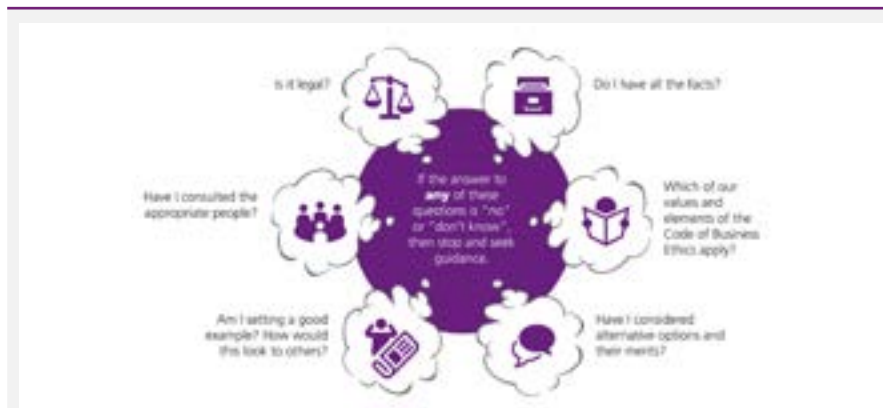 Is it legal?
Do I have all the facts?
If the answer to
any of these
questions is "no"
or "don't know",
then stop and seek
guidance.
Have I consulted the
appropriate people?
Which of our
values and
elements of the
Code of Business
Ethics apply?
Am I setting a good
example? How would
this look to others?
Have I considered
alternative options and
their merits?